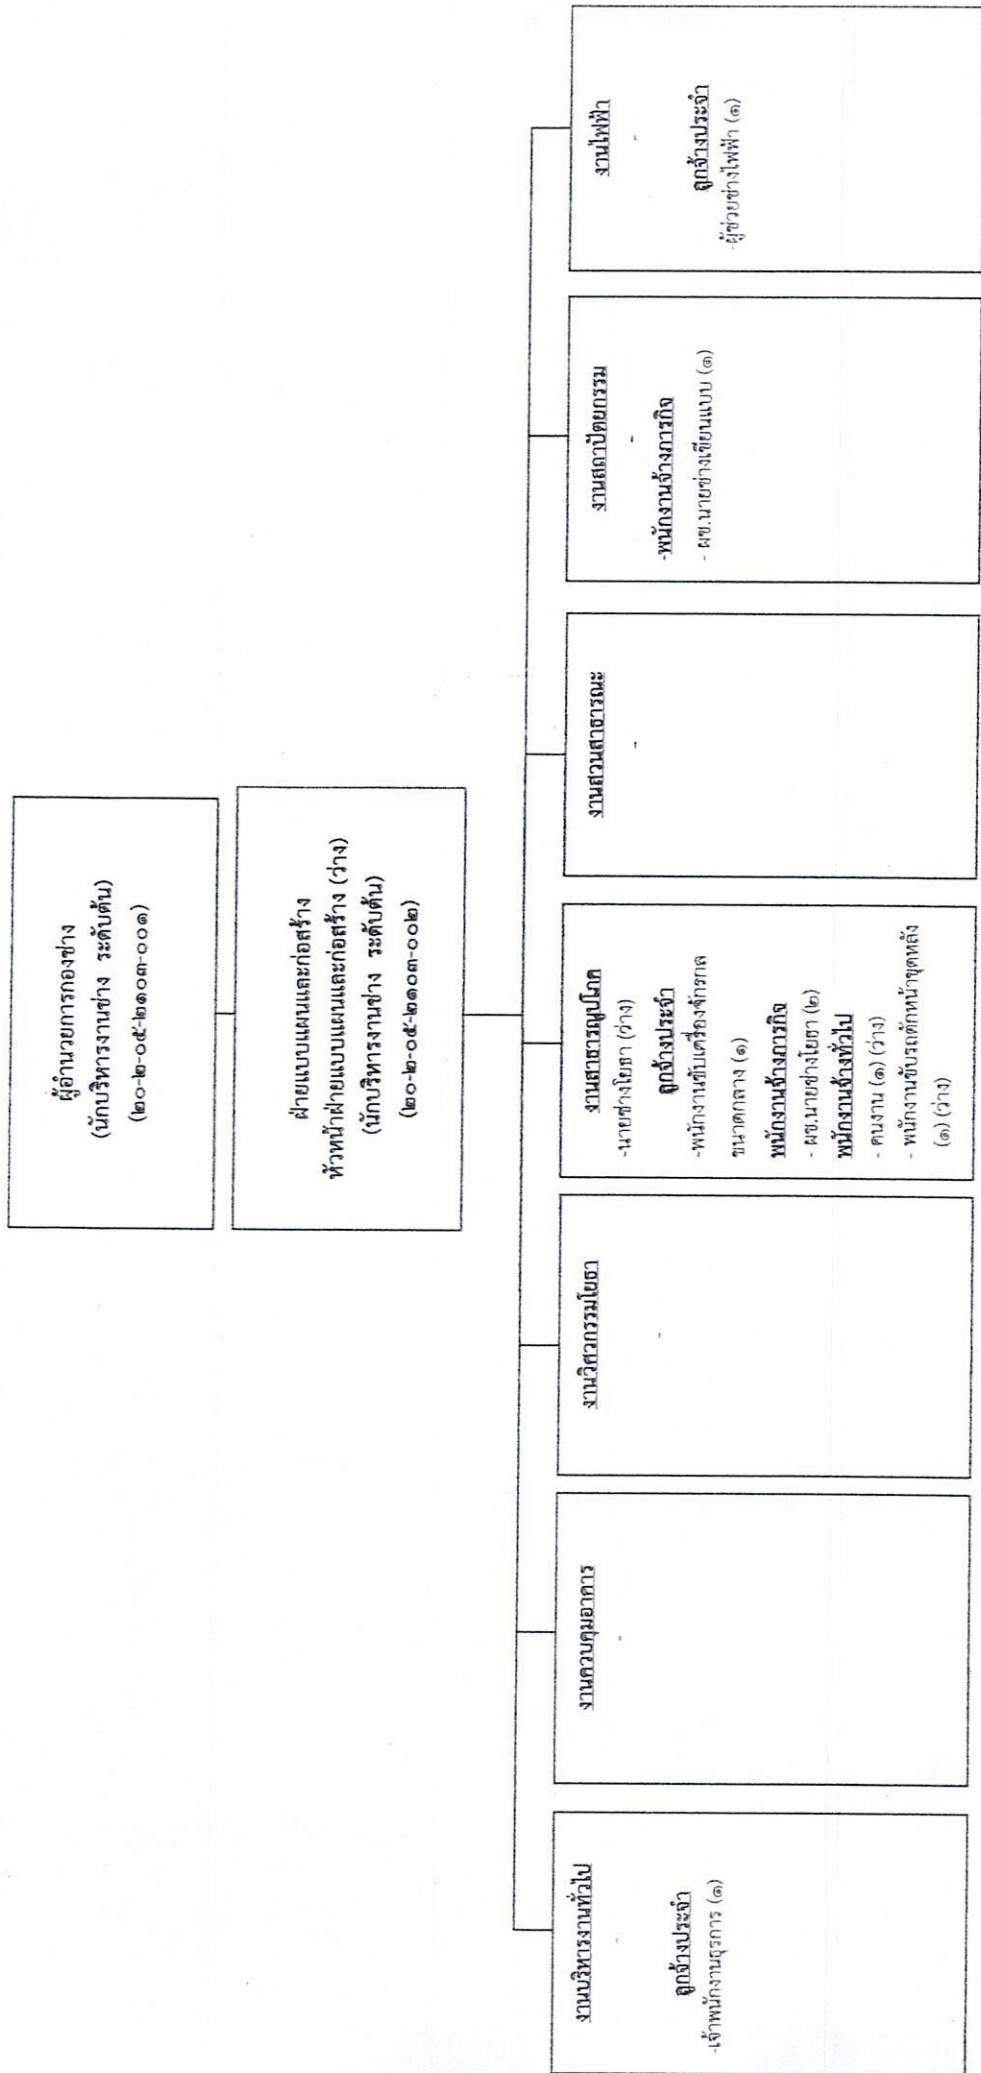 ผู้อำนวยการกองช่าง
(นักบริหารงานช่าง ระดับต้น)
(๒๐-๒-๐๕-๒๑๐๓-๐๐๑)
ฝ่ายแบบแผนและก่อสร้าง
หัวหน้าฝ่ายแบบแผนและก่อสร้าง (ว่าง)
(นักบริหารงานช่าง ระดับต้น)
(๒๐-๒-๐๕-๒๑๐๓-๐๐๒)
งานบริหารงานทั่วไป
-
ลูกจ้างประจำ
-เจ้าพนักงานธุรการ (๑)
งานควบคุมอาคาร
-
งานวิศวกรรมโยธา
-
งานสาธารณูปโภค
-นายช่างโยธา (ว่าง)
ลูกจ้างประจำ
-พนักงานขับเครื่องจักรกล
ขนาดกลาง (๑)
พนักงานจ้างภารกิจ
- ผช.นายช่างโยธา (๒)
พนักงานจ้างทั่วไป
- คนงาน (๑) (ว่าง)
- พนักงานขับรถตักหน้าขุดหลัง
(๑) (ว่าง)
งานสวนสาธารณะ
-
งานสถาปัตยกรรม
-
-พนักงานจ้างภารกิจ
- ผช.นายช่างเขียนแบบ (๑)
งานไฟฟ้า
-
ลูกจ้างประจำ
-ผู้ช่วยช่างไฟฟ้า (๑)